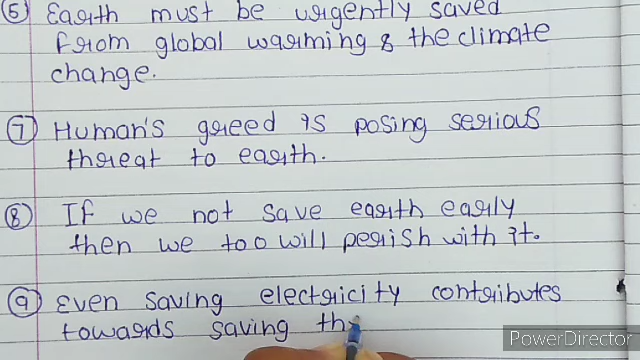 6 Earth must be urgently saved
from global warming & the climate
change.
7 Human's greed is posing serious
threat to earth.
8 If we not save earth early
then we too will perish with it.
9 Even saving electricity contributes
towards saving th
PowerDirector